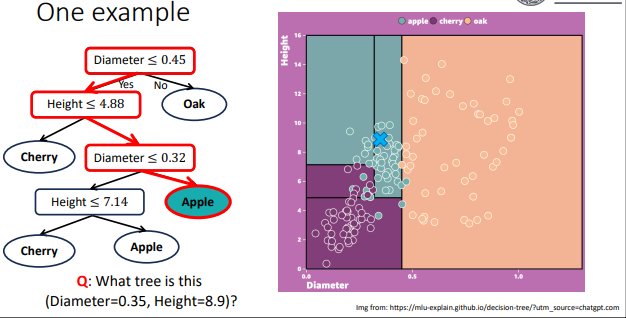 One example
Diameter ≤ 0.45
Yes
No
Height ≤ 4.88
Oak
Cherry
Diameter ≤ 0.32
Height ≤ 7.14
Apple
Cherry
Apple
Q: What tree is this
(Diameter=0.35, Height=8.9)?
apple cherry oak
Height
16
14
12
10
8
6
4
2
0
0.0
0.5
1.0
Diameter
Img from: https://mlu-explain.github.io/decision-tree/?utm_source=chatgpt.com